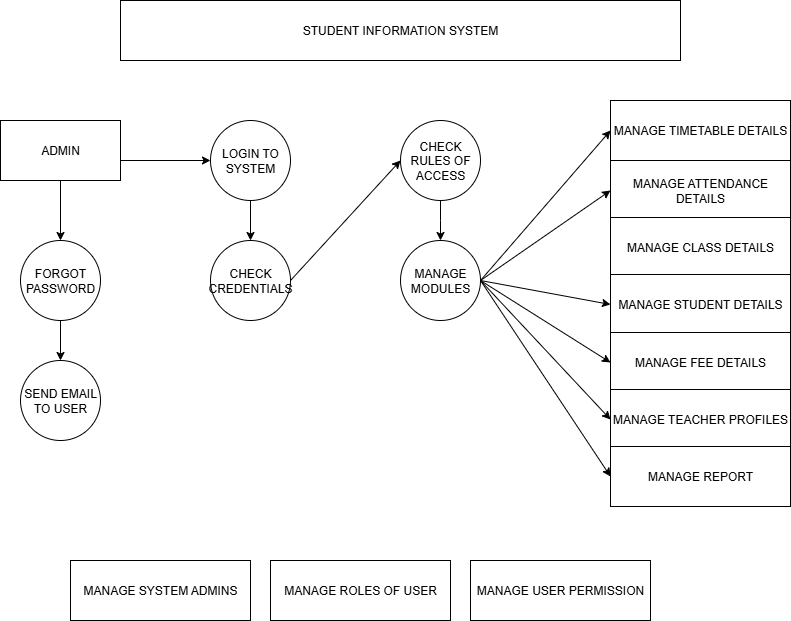 STUDENT INFORMATION SYSTEM
ADMIN
LOGIN TO
SYSTEM
CHECK
RULES OF
ACCESS
MANAGE TIMETABLE DETAILS
MANAGE ATTENDANCE
DETAILS
MANAGE CLASS DETAILS
FORGOT
PASSWORD
CHECK
CREDENTIALS
MANAGE
MODULES
MANAGE STUDENT DETAILS
MANAGE FEE DETAILS
SEND EMAIL
TO USER
MANAGE TEACHER PROFILES
MANAGE REPORT
MANAGE SYSTEM ADMINS
MANAGE ROLES OF USER
MANAGE USER PERMISSION